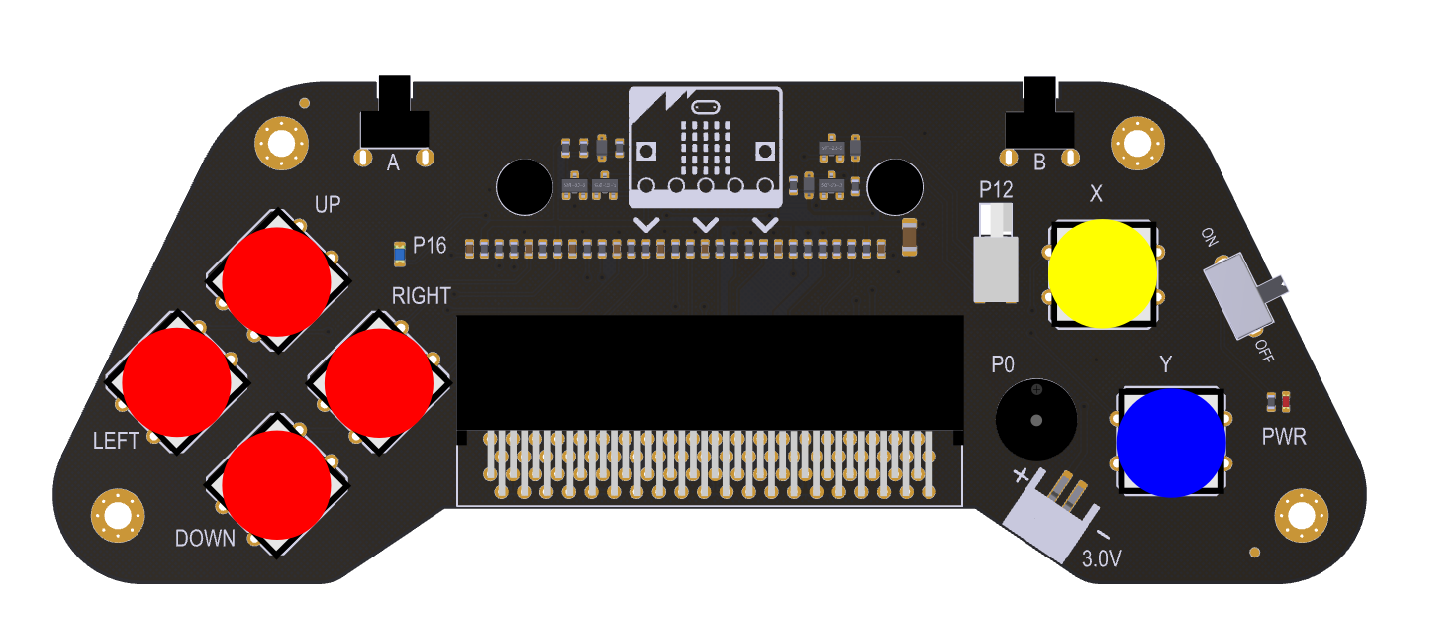 A
B
P12
X
UP
P16
ON
RIGHT
OFF
P0
Y
LEFT
PWR
+
DOWN
−
3.0V